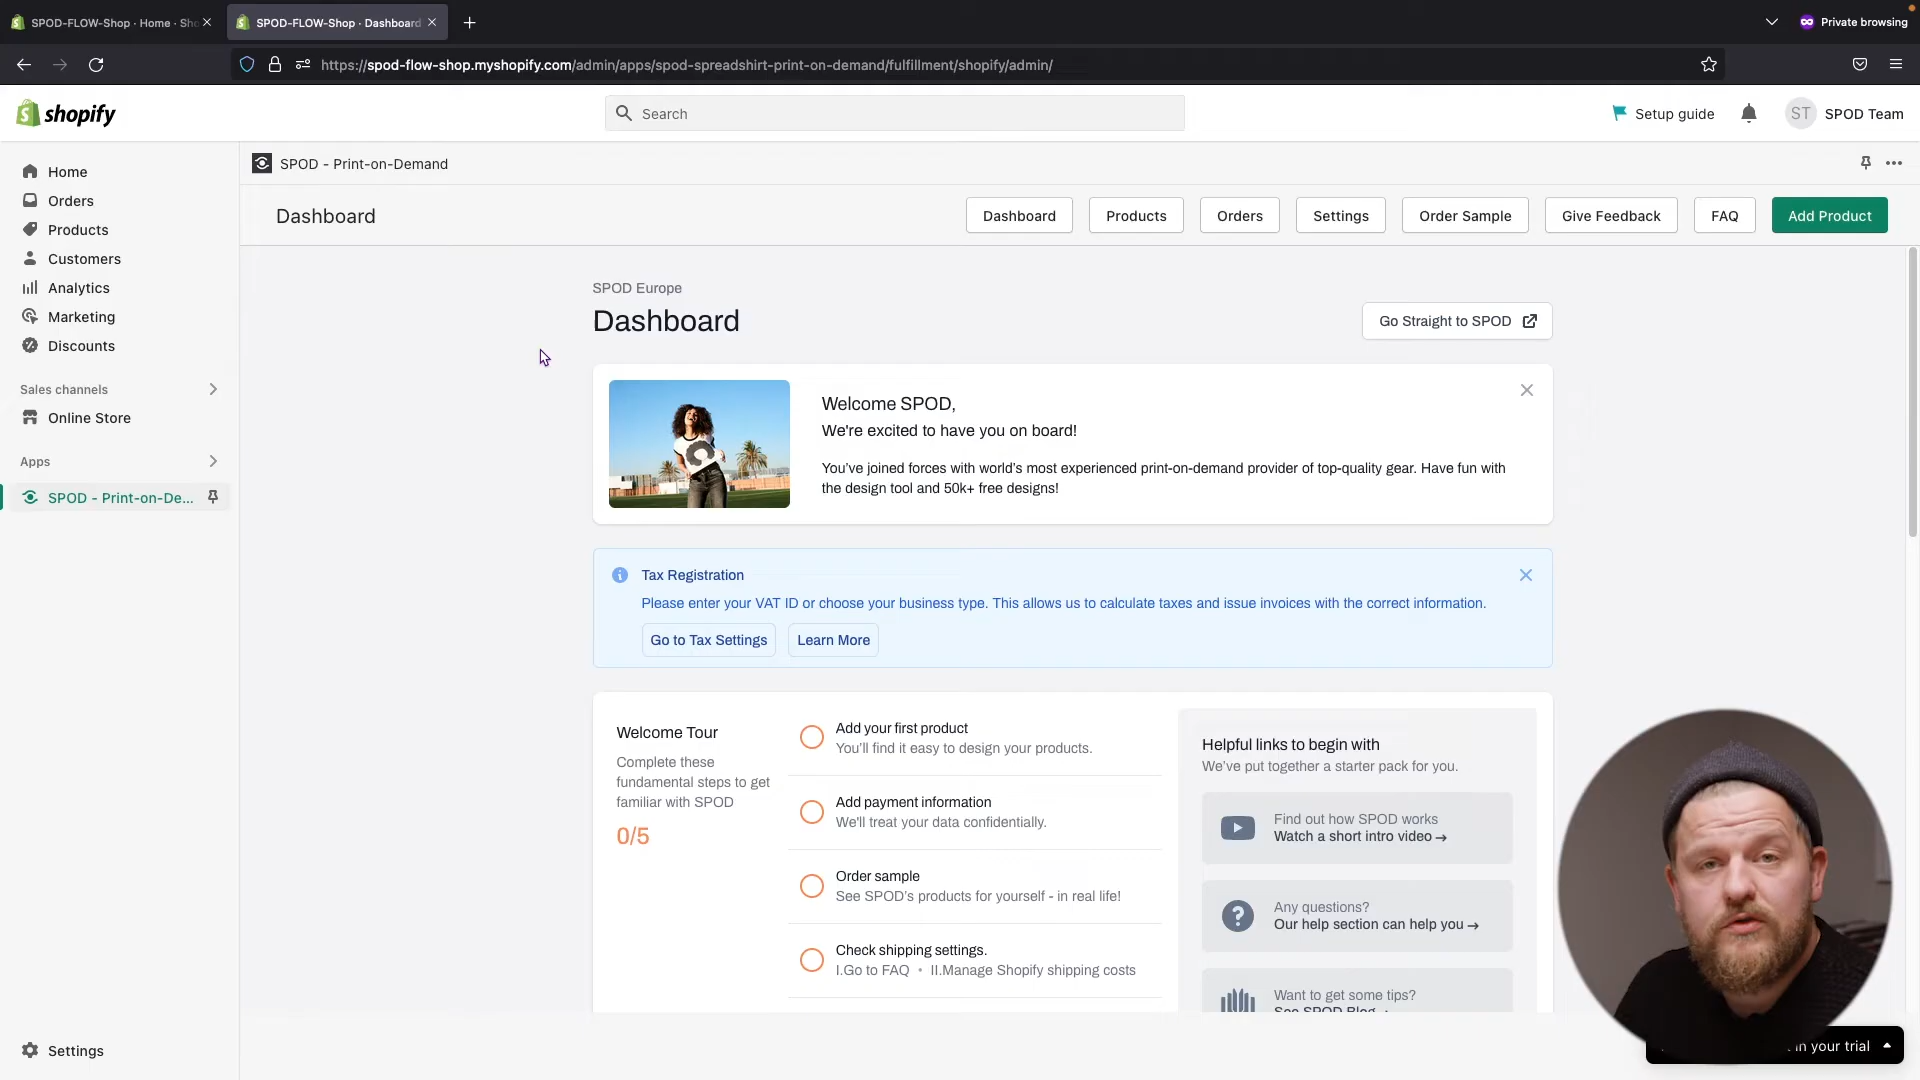 SPOD-FLOW-Shop · Home · Sho
SPOD-FLOW-Shop · Dashboard
Private browsing
https://spod-flow-shop.myshopify.com/admin/apps/spod-spreadshirt-print-on-demand/fulfillment/shopify/admin/
shopify
Search
Setup guide
ST
SPOD Team
Home
Orders
Products
Customers
Analytics
Marketing
Discounts
Sales channels
Online Store
Apps
SPOD - Print-on-De...
Settings
SPOD - Print-on-Demand
Dashboard
Dashboard
Products
Orders
Settings
Order Sample
Give Feedback
FAQ
Add Product
SPOD Europe
Dashboard
Go Straight to SPOD
Welcome SPOD,
We're excited to have you on board!
You've joined forces with world's most experienced print-on-demand provider of top-quality gear. Have fun with
the design tool and 50k+ free designs!
Tax Registration
Please enter your VAT ID or choose your business type. This allows us to calculate taxes and issue invoices with the correct information.
Go to Tax Settings
Learn More
Welcome Tour
Complete these
fundamental steps to get
familiar with SPOD
0/5
Add your first product
You'll find it easy to design your products.
Add payment information
We'll treat your data confidentially.
Order sample
See SPOD's products for yourself - in real life!
Check shipping settings.
I.Go to FAQ • II.Manage Shopify shipping costs
Helpful links to begin with
We've put together a starter pack for you.
Find out how SPOD works
Watch a short intro video →
Any questions?
Our help section can help you →
Want to get some tips?
See SPOD Blog →
in your trial